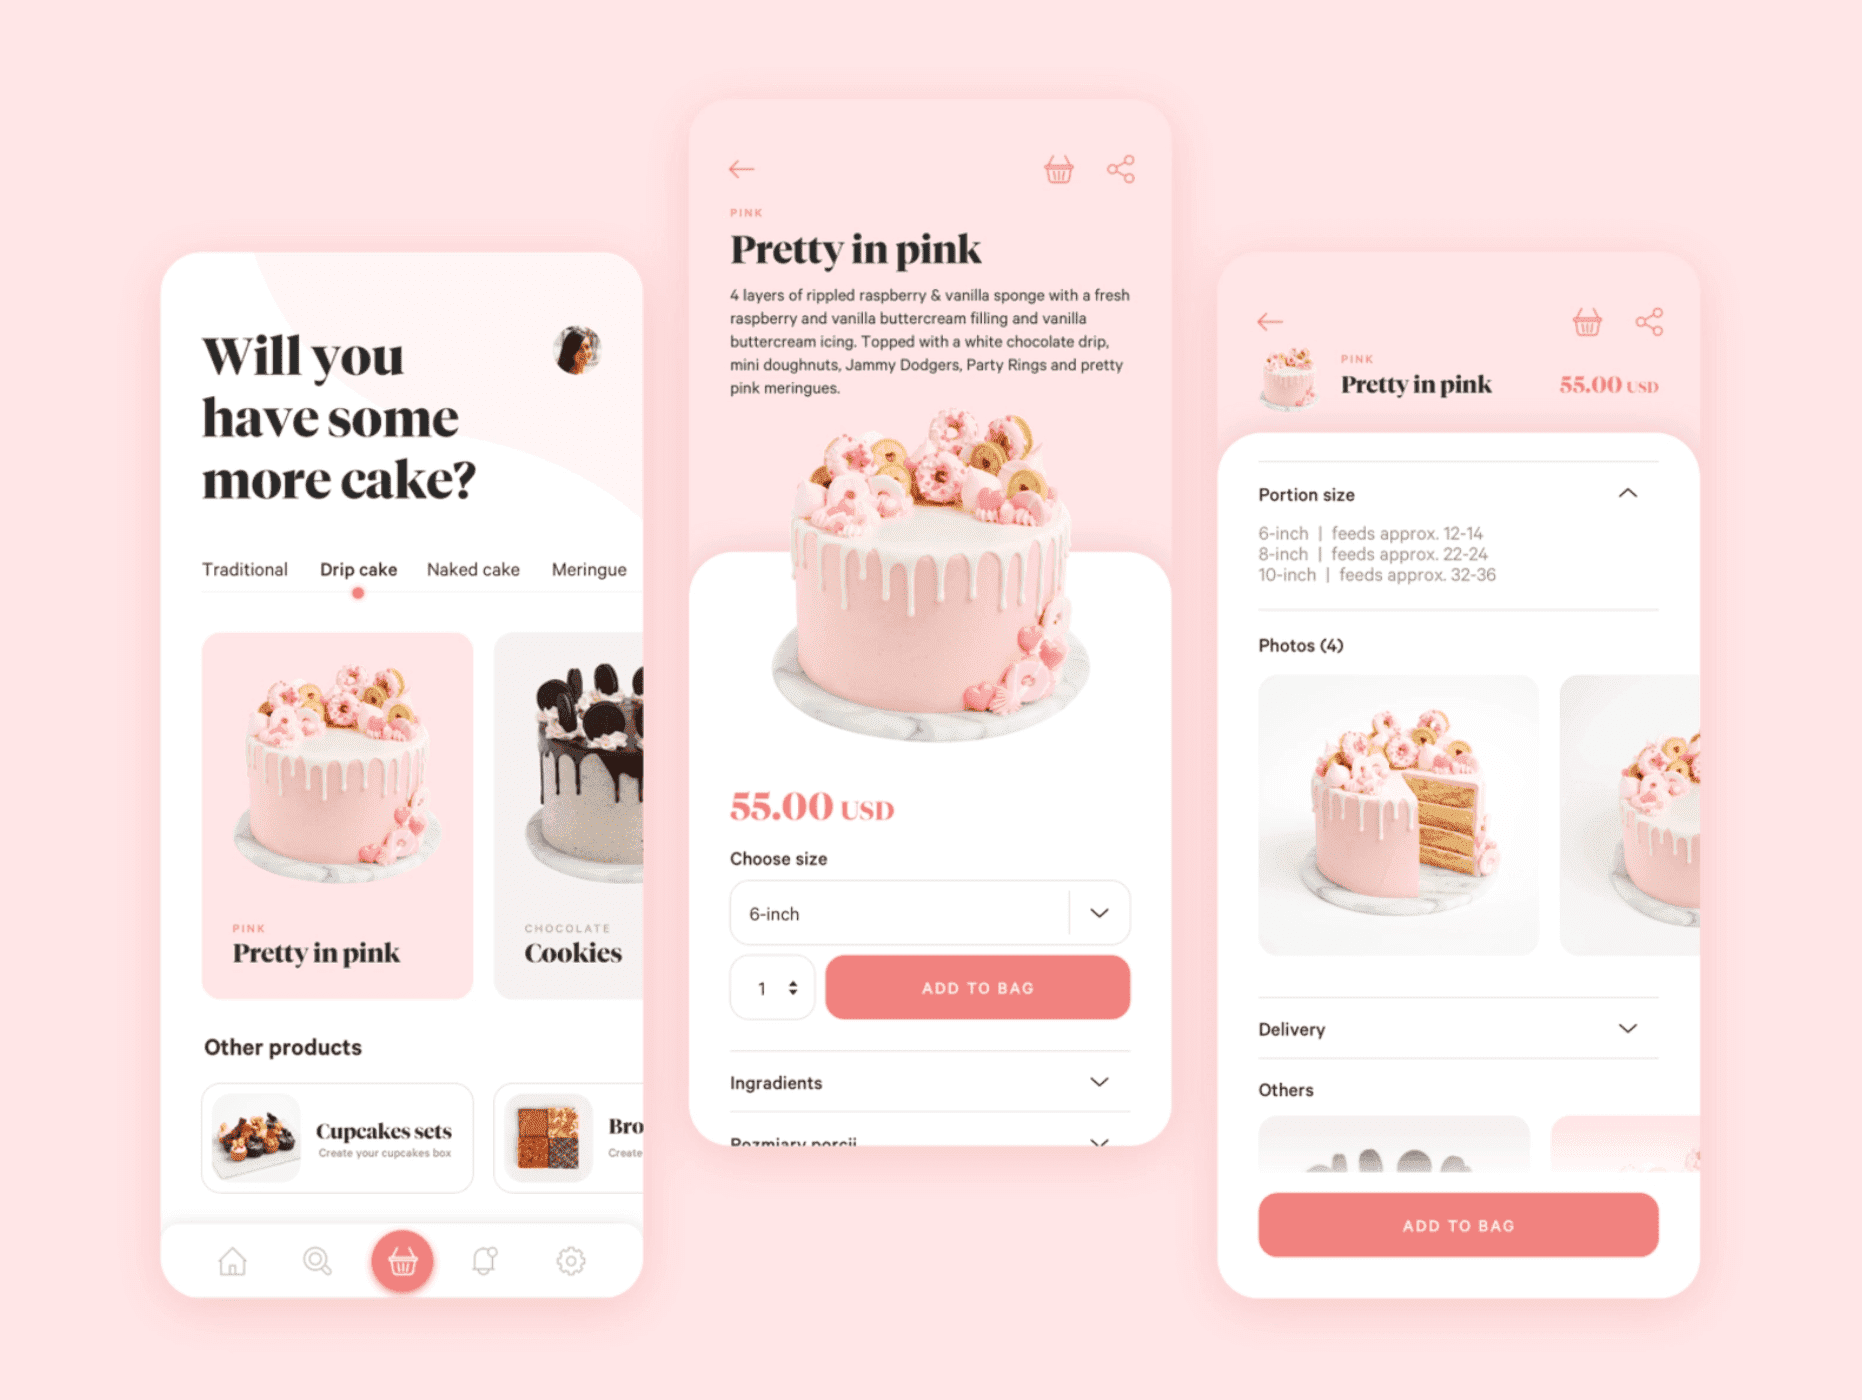 Will you
have some
more cake?
Traditional
Drip cake
Naked cake
Meringue
PINK
Pretty in pink
CHOCOLATE
Cookies
Other products
Cupcakes sets
Create your cupcakes box
Bro
Create
PINK
Pretty in pink
4 layers of rippled raspberry & vanilla sponge with a fresh
raspberry and vanilla buttercream filling and vanilla
buttercream icing. Topped with a white chocolate drip,
mini doughnuts, Jammy Dodgers, Party Rings and pretty
pink meringues.
55.00 USD
Choose size
6-inch
1
ADD TO BAG
Ingredients
Rozmiary porcji
PINK
Pretty in pink
55.00 USD
Portion size
6-inch | feeds approx. 12-14
8-inch | feeds approx. 22-24
10-inch | feeds approx. 32-36
Photos (4)
Delivery
Others
ADD TO BAG